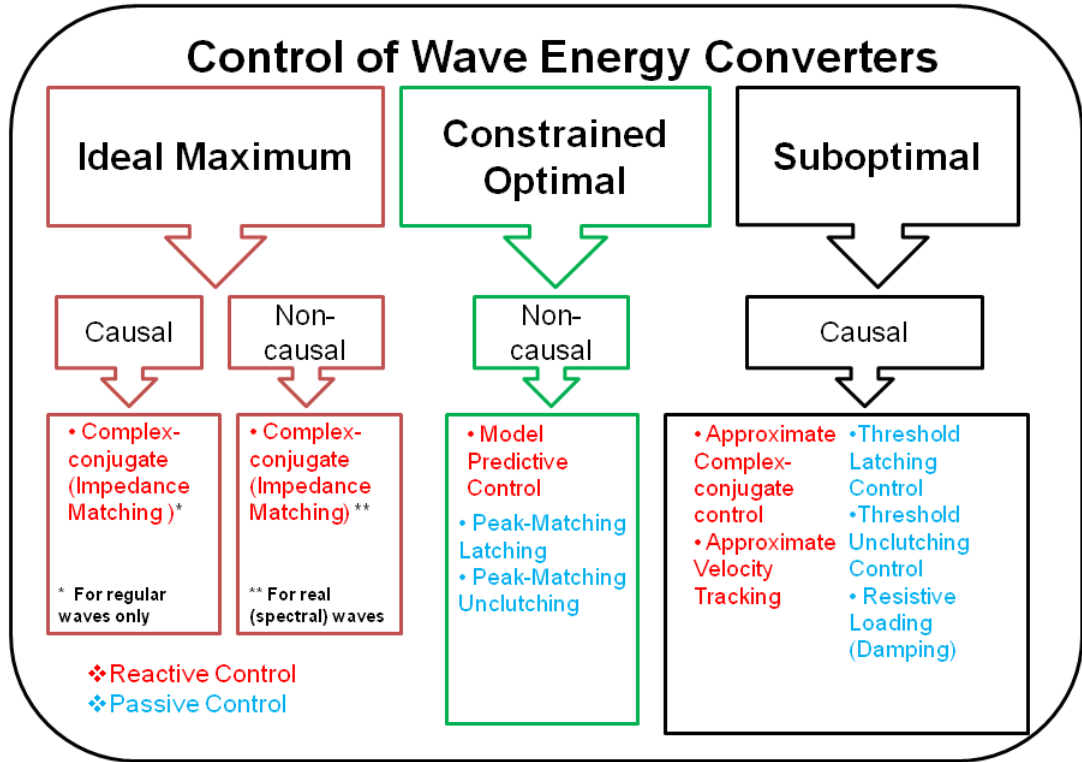 Control of Wave Energy Converters
Ideal Maximum
Constrained
Optimal
Suboptimal
Causal
Non-
causal
Non-
causal
Causal
• Complex-
conjugate
(Impedance
Matching )*
* For regular
waves only
• Complex-
conjugate
(Impedance
Matching) **
** For real
(spectral) waves
• Model
Predictive
Control
• Peak-Matching
Latching
• Peak-Matching
Unclutching
• Approximate
Complex-
conjugate
control
• Approximate
Velocity
Tracking
•Threshold
Latching
Control
•Threshold
Unclutching
Control
• Resistive
Loading
(Damping)
❖Reactive Control
❖Passive Control